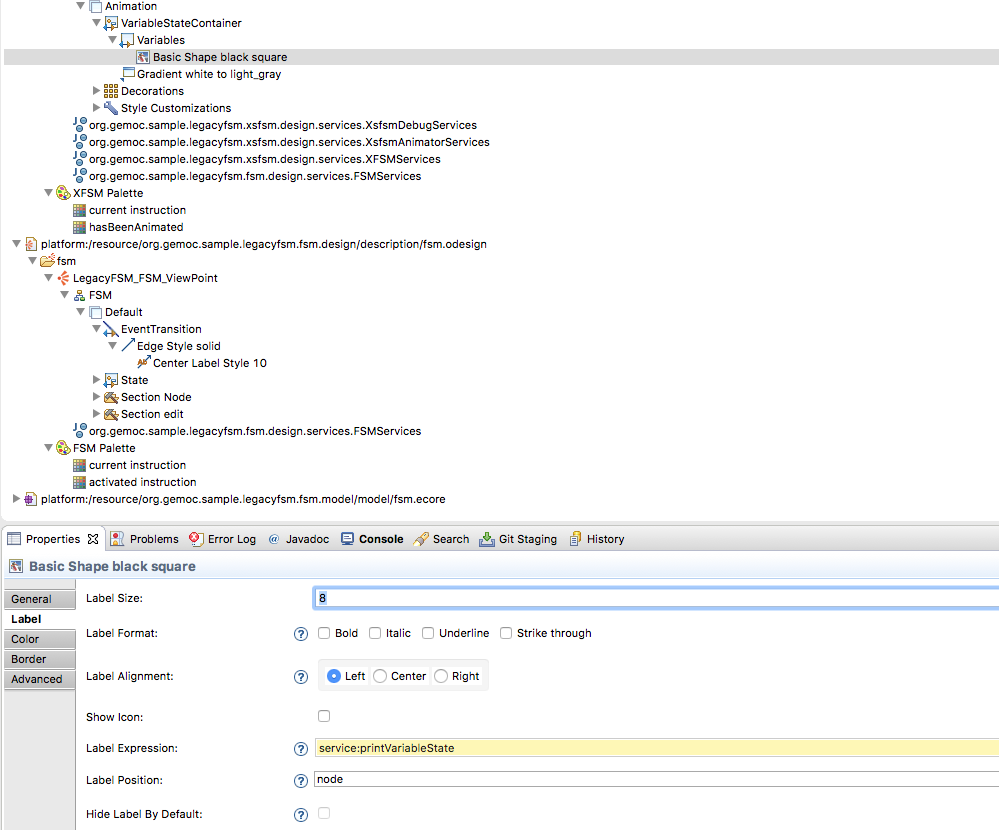 Animation
VariableStateContainer
Variables
Basic Shape black square
Gradient white to light_gray
Decorations
Style Customizations
org.gemoc.sample.legacyfsm.xsfsm.design.services.XsfsmDebugServices
org.gemoc.sample.legacyfsm.xsfsm.design.services.XsfsmAnimatorServices
org.gemoc.sample.legacyfsm.xsfsm.design.services.XFSMServices
org.gemoc.sample.legacyfsm.fsm.design.services.FSMServices
XFSM Palette
current instruction
hasBeenAnimated
platform:/resource/org.gemoc.sample.legacyfsm.fsm.design/description/fsm.odesign
fsm
LegacyFSM_FSM_ViewPoint
FSM
Default
EventTransition
Edge Style solid
Center Label Style 10
State
Section Node
Section edit
org.gemoc.sample.legacyfsm.fsm.design.services.FSMServices
FSM Palette
current instruction
activated instruction
platform:/resource/org.gemoc.sample.legacyfsm.fsm.model/model/fsm.ecore
Properties Problems Error Log @ Javadoc Console Search Git Staging History
Basic Shape black square
General
Label
Color
Border
Advanced
Label Size: 8
Label Format: Bold Italic Underline Strike through
Label Alignment: Left Center Right
Show Icon:
Label Expression: service:printVariableState
Label Position: node
Hide Label By Default: